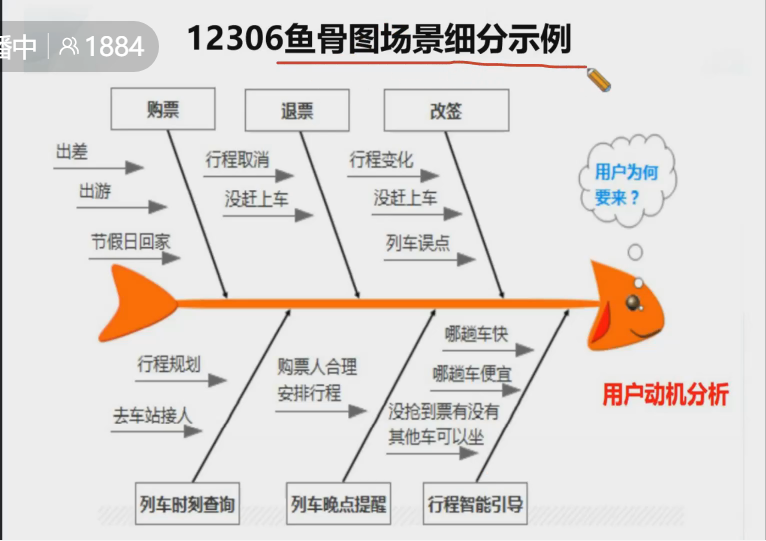 播中 1884
12306鱼骨图场景细分示例
购票
退票
改签
出差
出游
节假日回家
行程取消
没赶上车
行程变化
没赶上车
列车误点
用户为何
要来？
行程规划
去车站接人
购票人合理
安排行程
哪趟车快
哪趟车便宜
没抢到票有没有
其他车可以坐
用户动机分析
列车时刻查询
列车晚点提醒
行程智能引导